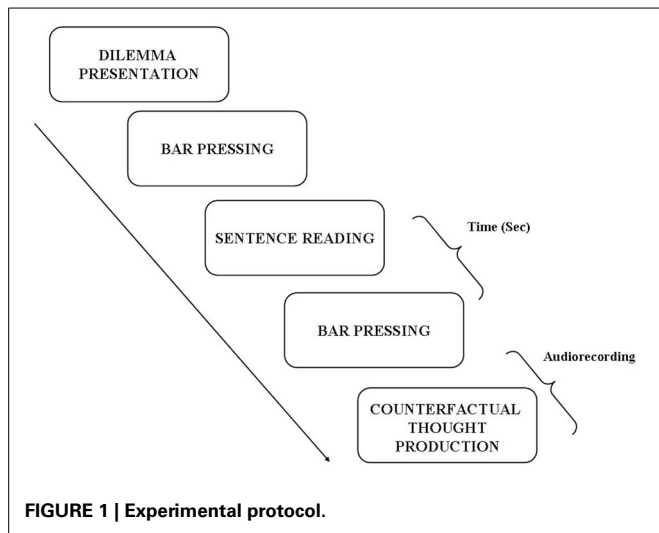 DILEMMA
PRESENTATION
BAR PRESSING
SENTENCE READING
Time (Sec)
BAR PRESSING
Audiorecording
COUNTERFACTUAL
THOUGHT
PRODUCTION
FIGURE 1 | Experimental protocol.